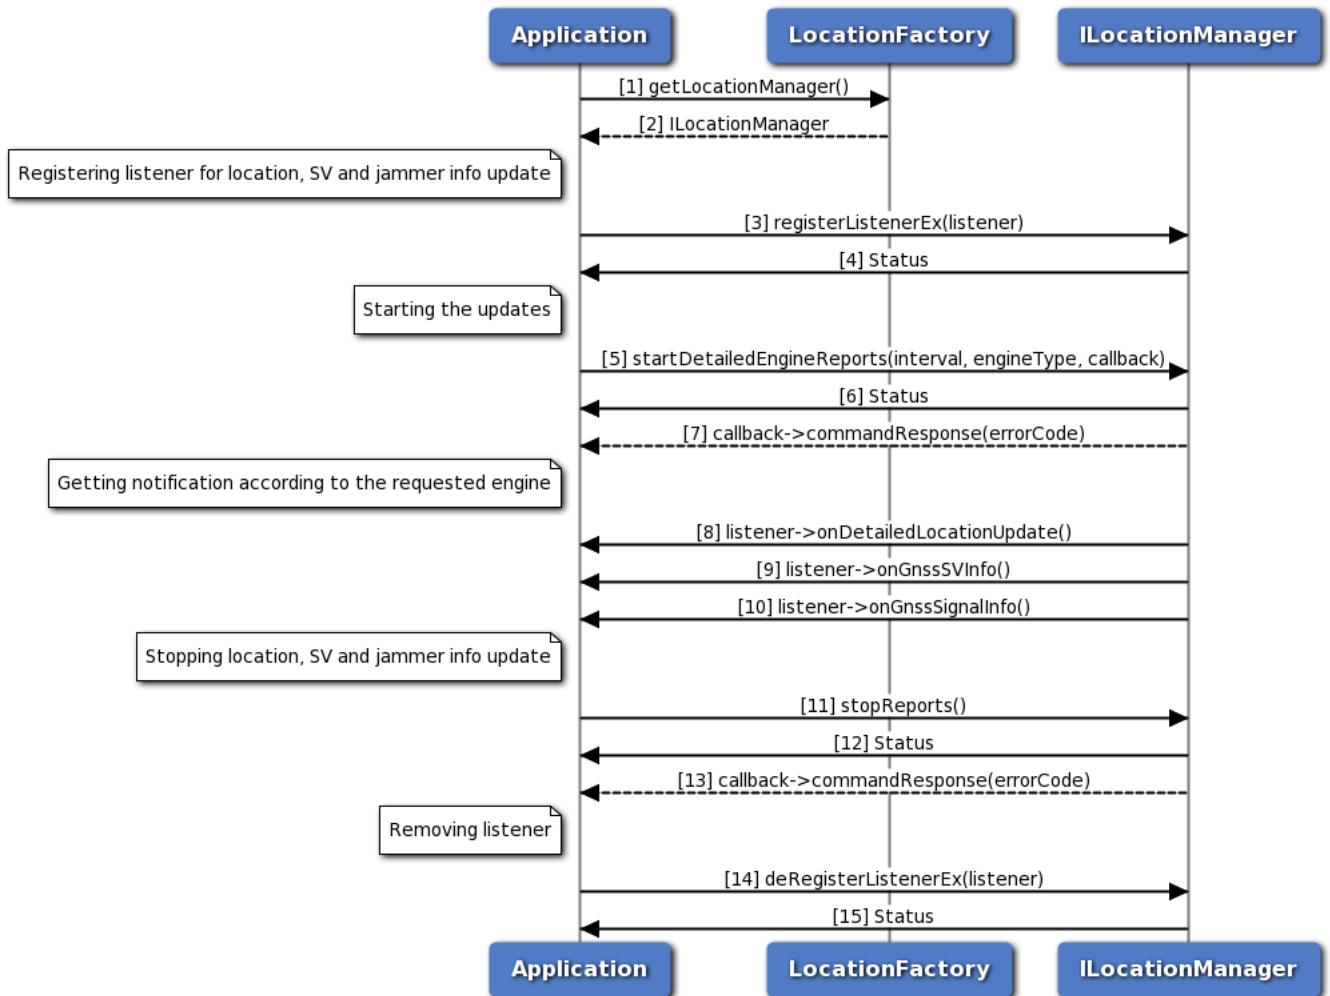 Application
LocationFactory
ILocationManager
[1] getLocationManager()
[2] ILocationManager
Registering listener for location, SV and jammer info update
[3] registerListenerEx(listener)
[4] Status
Starting the updates
[5] startDetailedEngineReports(interval, engineType, callback)
[6] Status
[7] callback->commandResponse(errorCode)
Getting notification according to the requested engine
[8] listener->onDetailedLocationUpdate()
[9] listener->onGnssSVInfo()
[10] listener->onGnssSignalInfo()
Stopping location, SV and jammer info update
[11] stopReports()
[12] Status
[13] callback->commandResponse(errorCode)
Removing listener
[14] deRegisterListenerEx(listener)
[15] Status
Application
LocationFactory
ILocationManager